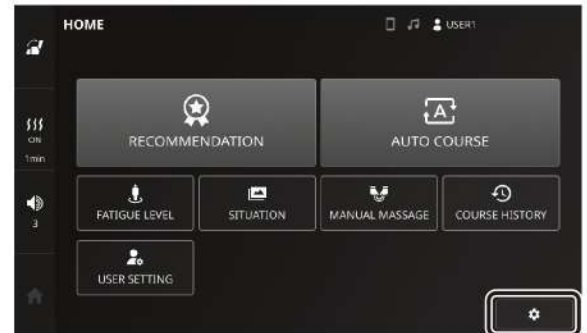 HOME
USER1
RECOMMENDATION
A
AUTO COURSE
ON
1min
FATIGUE LEVEL
SITUATION
MANUAL MASSAGE
COURSE HISTORY
3
USER SETTING